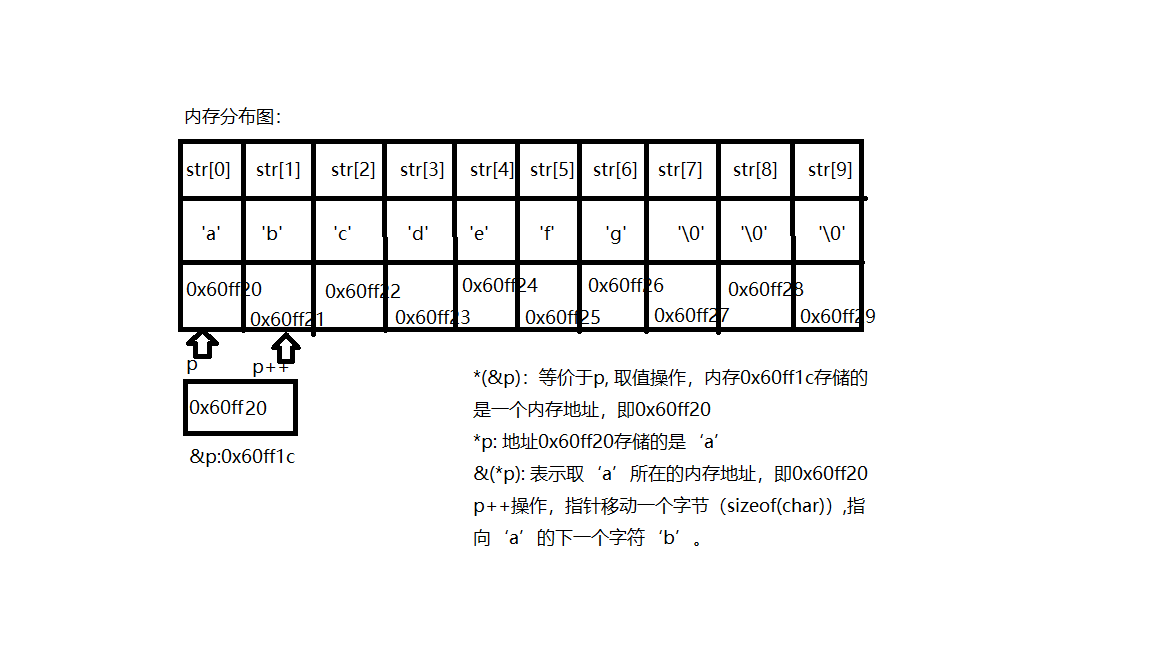 内存分布图：
str[0] str[1] str[2] str[3] str[4] str[5] str[6] str[7] str[8] str[9]
'a' 'b' 'c' 'd' 'e' 'f' 'g' '\0' '\0' '\0'
0x60ff20 0x60ff21 0x60ff22 0x60ff23 0x60ff24 0x60ff25 0x60ff26 0x60ff27 0x60ff28 0x60ff29
p p++
0x60ff20
&p:0x60ff1c
*(&p)：等价于p, 取值操作，内存0x60ff1c存储的
是一个内存地址，即0x60ff20
*p: 地址0x60ff20存储的是‘a’
&(*p): 表示取‘a’所在的内存地址，即0x60ff20
p++操作，指针移动一个字节（sizeof(char)）,指
向‘a’的下一个字符‘b’。